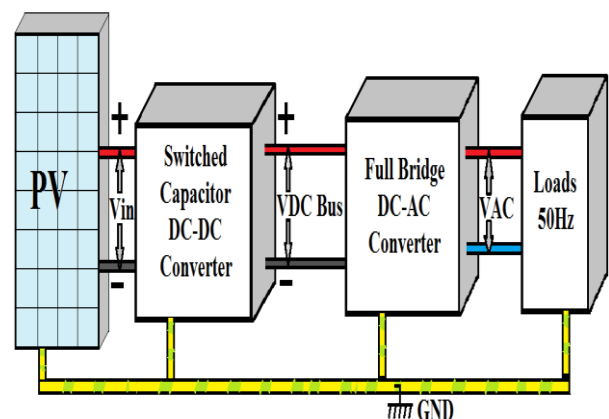 PV
+
Vin
-
Switched
Capacitor
DC-DC
Converter
+
VDC Bus
-
Full Bridge
DC-AC
Converter
VAC
Loads
50Hz
GND